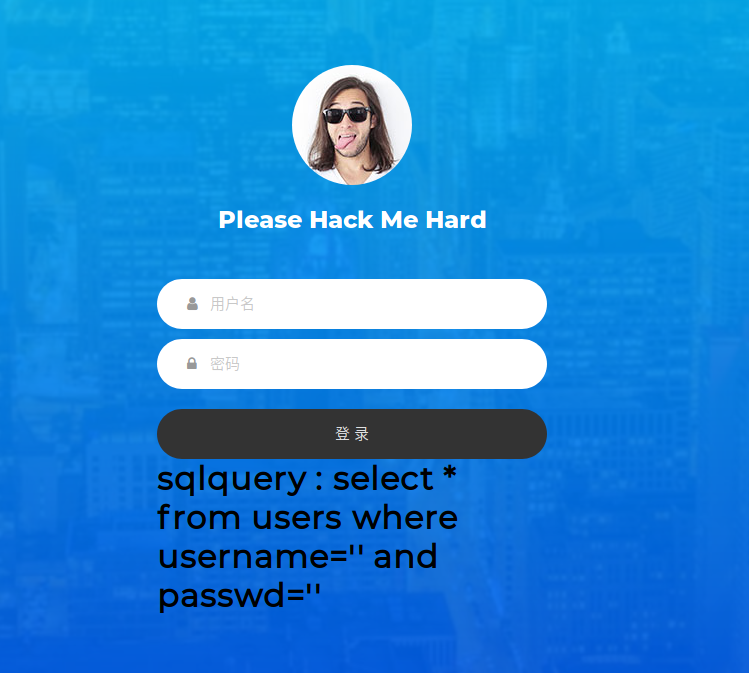 Please Hack Me Hard
用户名
密码
登 录
sqlquery : select *
from users where
username='' and
passwd=''